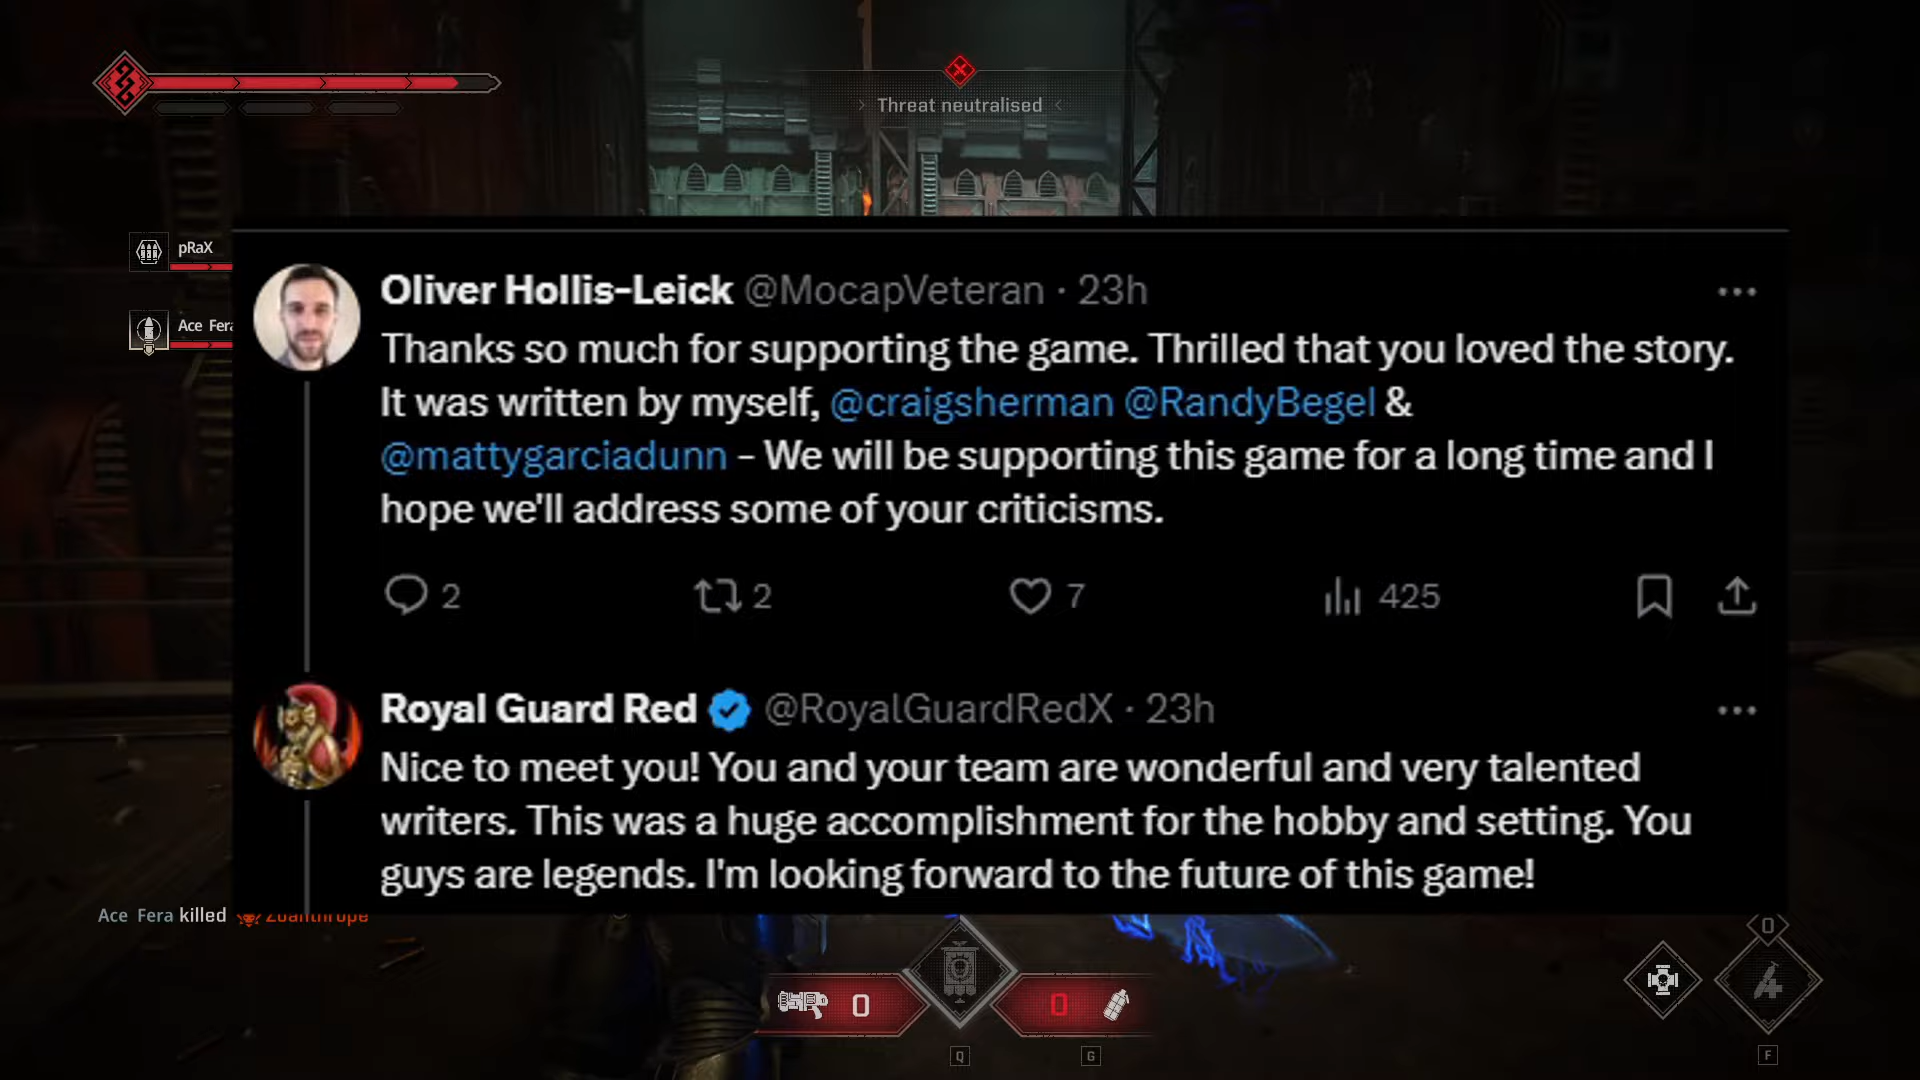 Threat neutralised
pRaX
Ace Fera
Oliver Hollis-Leick @MocapVeteran · 23h
Thanks so much for supporting the game. Thrilled that you loved the story.
It was written by myself, @craigsherman @RandyBegel &
@mattygarciadunn – We will be supporting this game for a long time and I
hope we'll address some of your criticisms.
2 2 7 425
Royal Guard Red @RoyalGuardRedX · 23h
Nice to meet you! You and your team are wonderful and very talented
writers. This was a huge accomplishment for the hobby and setting. You
guys are legends. I'm looking forward to the future of this game!
Ace Fera killed Zoanthrope
0
0 0
Q G F